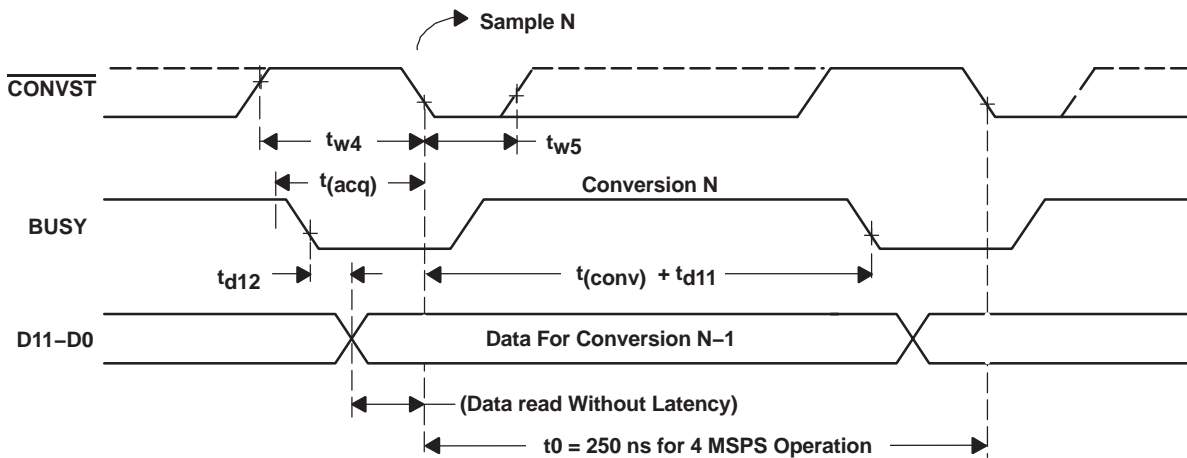 Sample N
CONVST
tw4
tw5
t(acq)
Conversion N
BUSY
td12
t(conv) + td11
D11–D0
Data For Conversion N–1
(Data read Without Latency)
t0 = 250 ns for 4 MSPS Operation